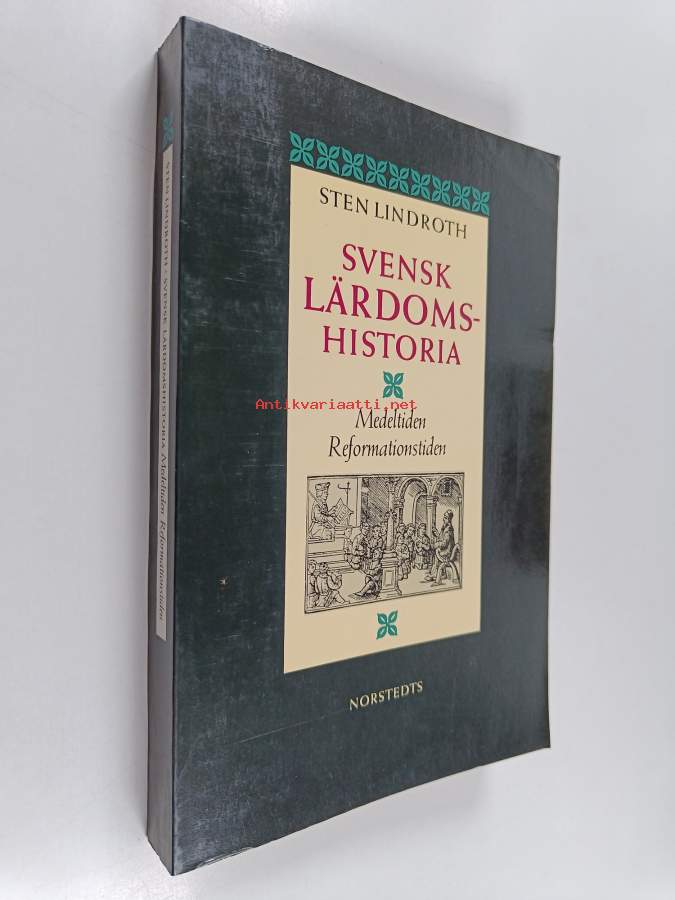 STEN LINDROTH / SVENSK LÄRDOMSHISTORIA Medeltiden Reformationstiden
STEN LINDROTH
SVENSK
LÄRDOMS-
HISTORIA
Antikvariaatti.net
Medeltiden
Reformationstiden
NORSTEDTS